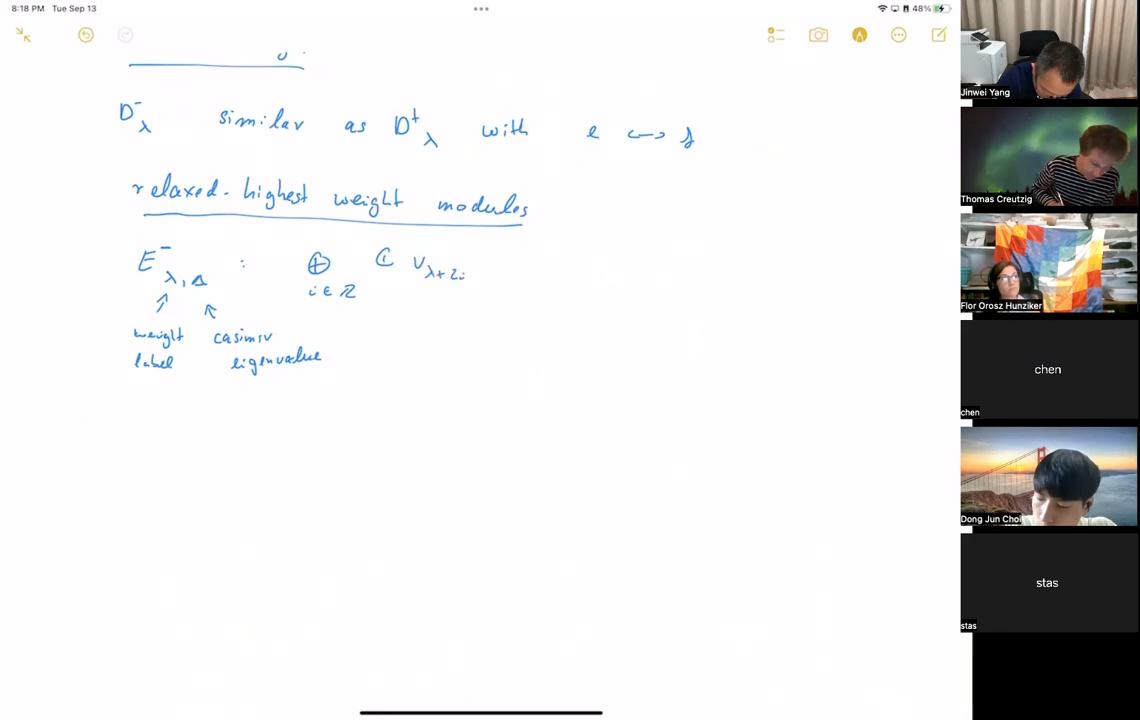 8:18 PM Tue Sep 13
48%
D⁻_λ similar as D⁺_λ with e ↔ f
relaxed-highest weight modules
E⁻_λ,Δ : ⊕_{i∈ℤ} ℂ v_{λ+2i}
weight casimir
label eigenvalue
Jinwei Yang
Thomas Creutzig
Flor Orosz Hunziker
chen
chen
Dong Jun Choi
stas
stas